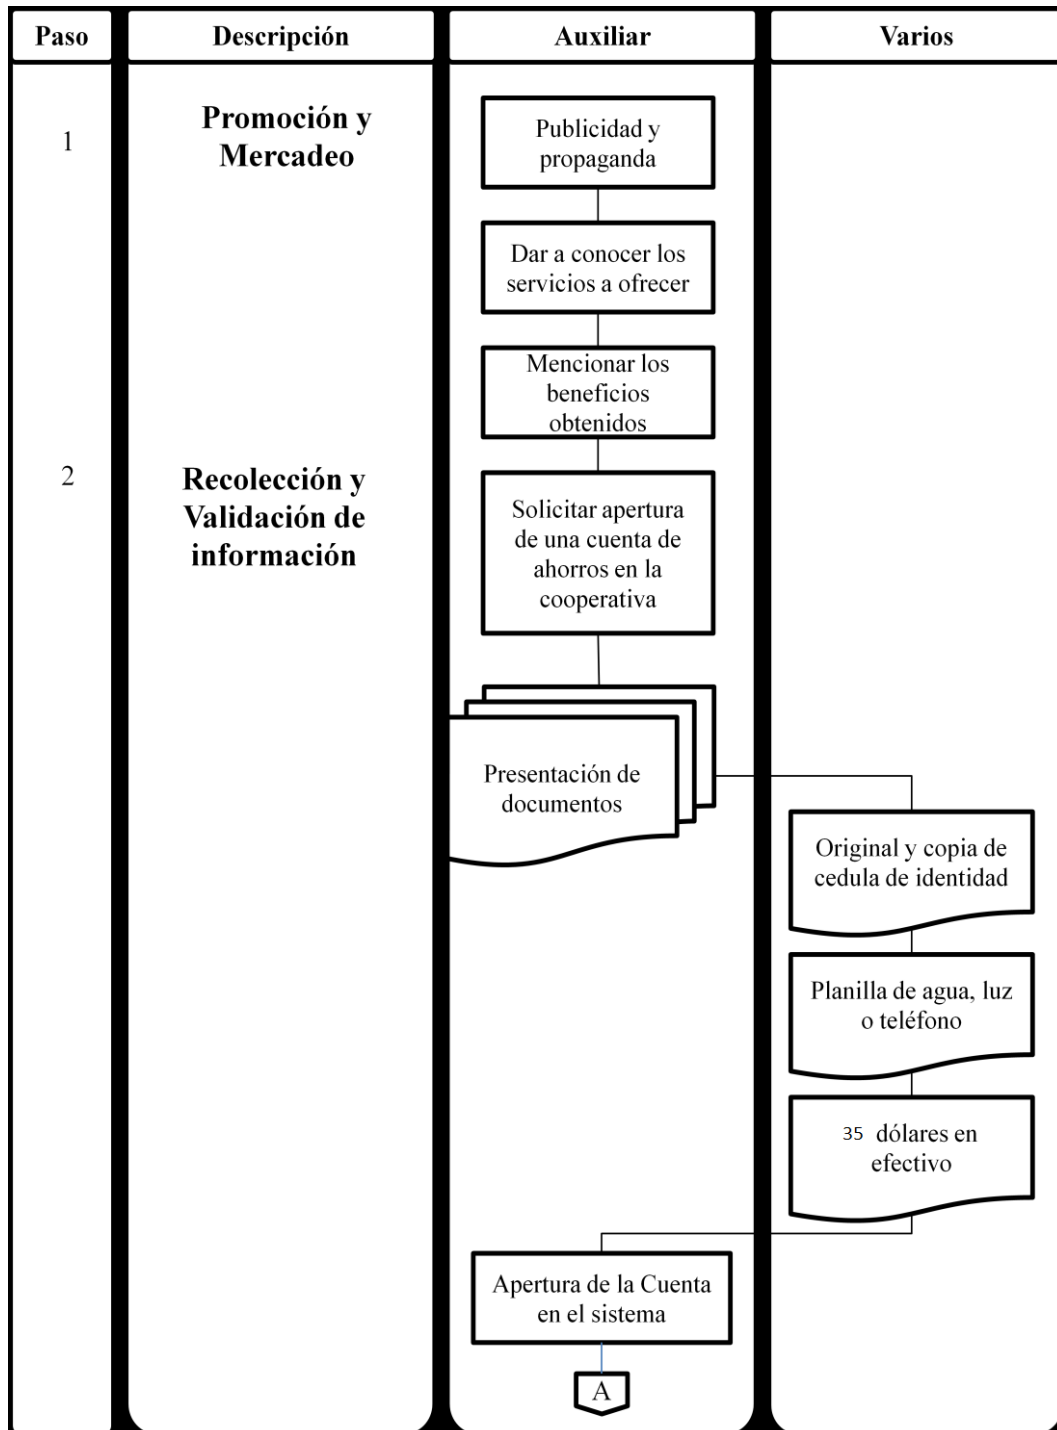 Paso
Descripción
Auxiliar
Varios
1
Promoción y
Mercadeo
Publicidad y
propaganda
Dar a conocer los
servicios a ofrecer
Mencionar los
beneficios
obtenidos
2
Recolección y
Validación de
información
Solicitar apertura
de una cuenta de
ahorros en la
cooperativa
Presentación de
documentos
Original y copia de
cedula de identidad
Planilla de agua, luz
o teléfono
35 dólares en
efectivo
Apertura de la Cuenta
en el sistema
A